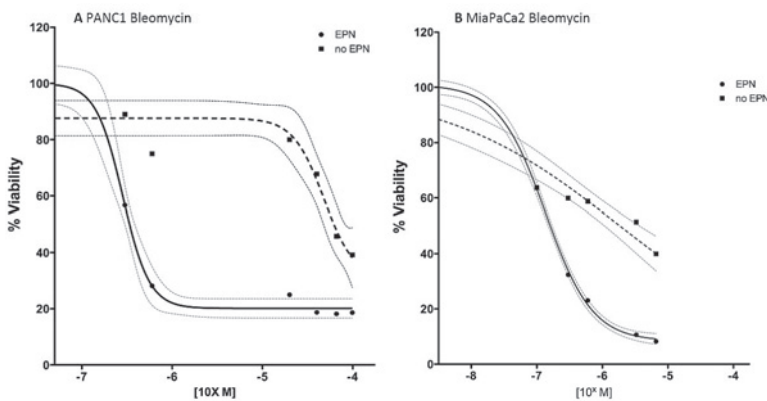 A PANC1 Bleomycin
120
100
80
60
40
20
0
% Viability
EPN
no EPN
-7
-6
-5
-4
[10X M]
B MiaPaCa2 Bleomycin
120
100
80
60
40
20
0
% Viability
EPN
no EPN
-8
-7
-6
-5
-4
[10ˣ M]